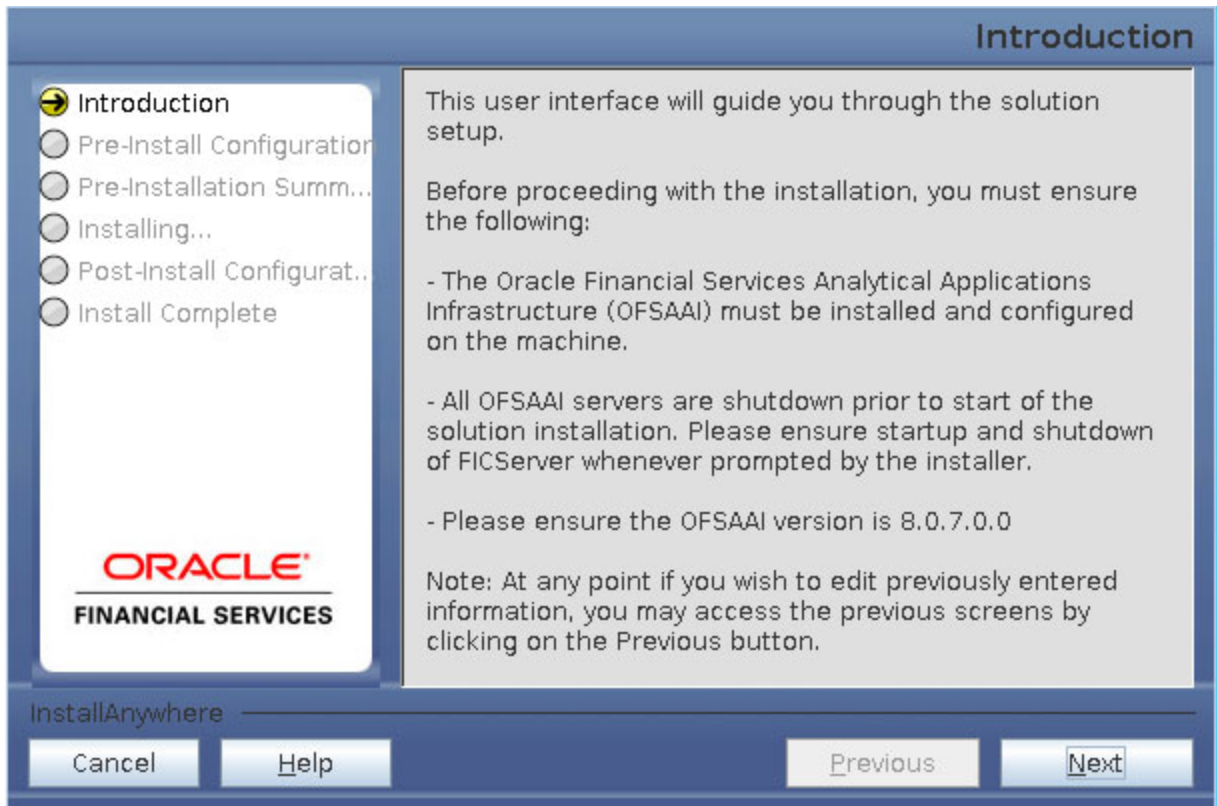 Introduction
Introduction
Pre-Install Configuration
Pre-Installation Summ...
Installing...
Post-Install Configurat...
Install Complete
ORACLE
FINANCIAL SERVICES
This user interface will guide you through the solution
setup.
Before proceeding with the installation, you must ensure
the following:
- The Oracle Financial Services Analytical Applications
Infrastructure (OFSAAI) must be installed and configured
on the machine.
- All OFSAAI servers are shutdown prior to start of the
solution installation. Please ensure startup and shutdown
of FICServer whenever prompted by the installer.
- Please ensure the OFSAAI version is 8.0.7.0.0
Note: At any point if you wish to edit previously entered
information, you may access the previous screens by
clicking on the Previous button.
InstallAnywhere
Cancel
Help
Previous
Next